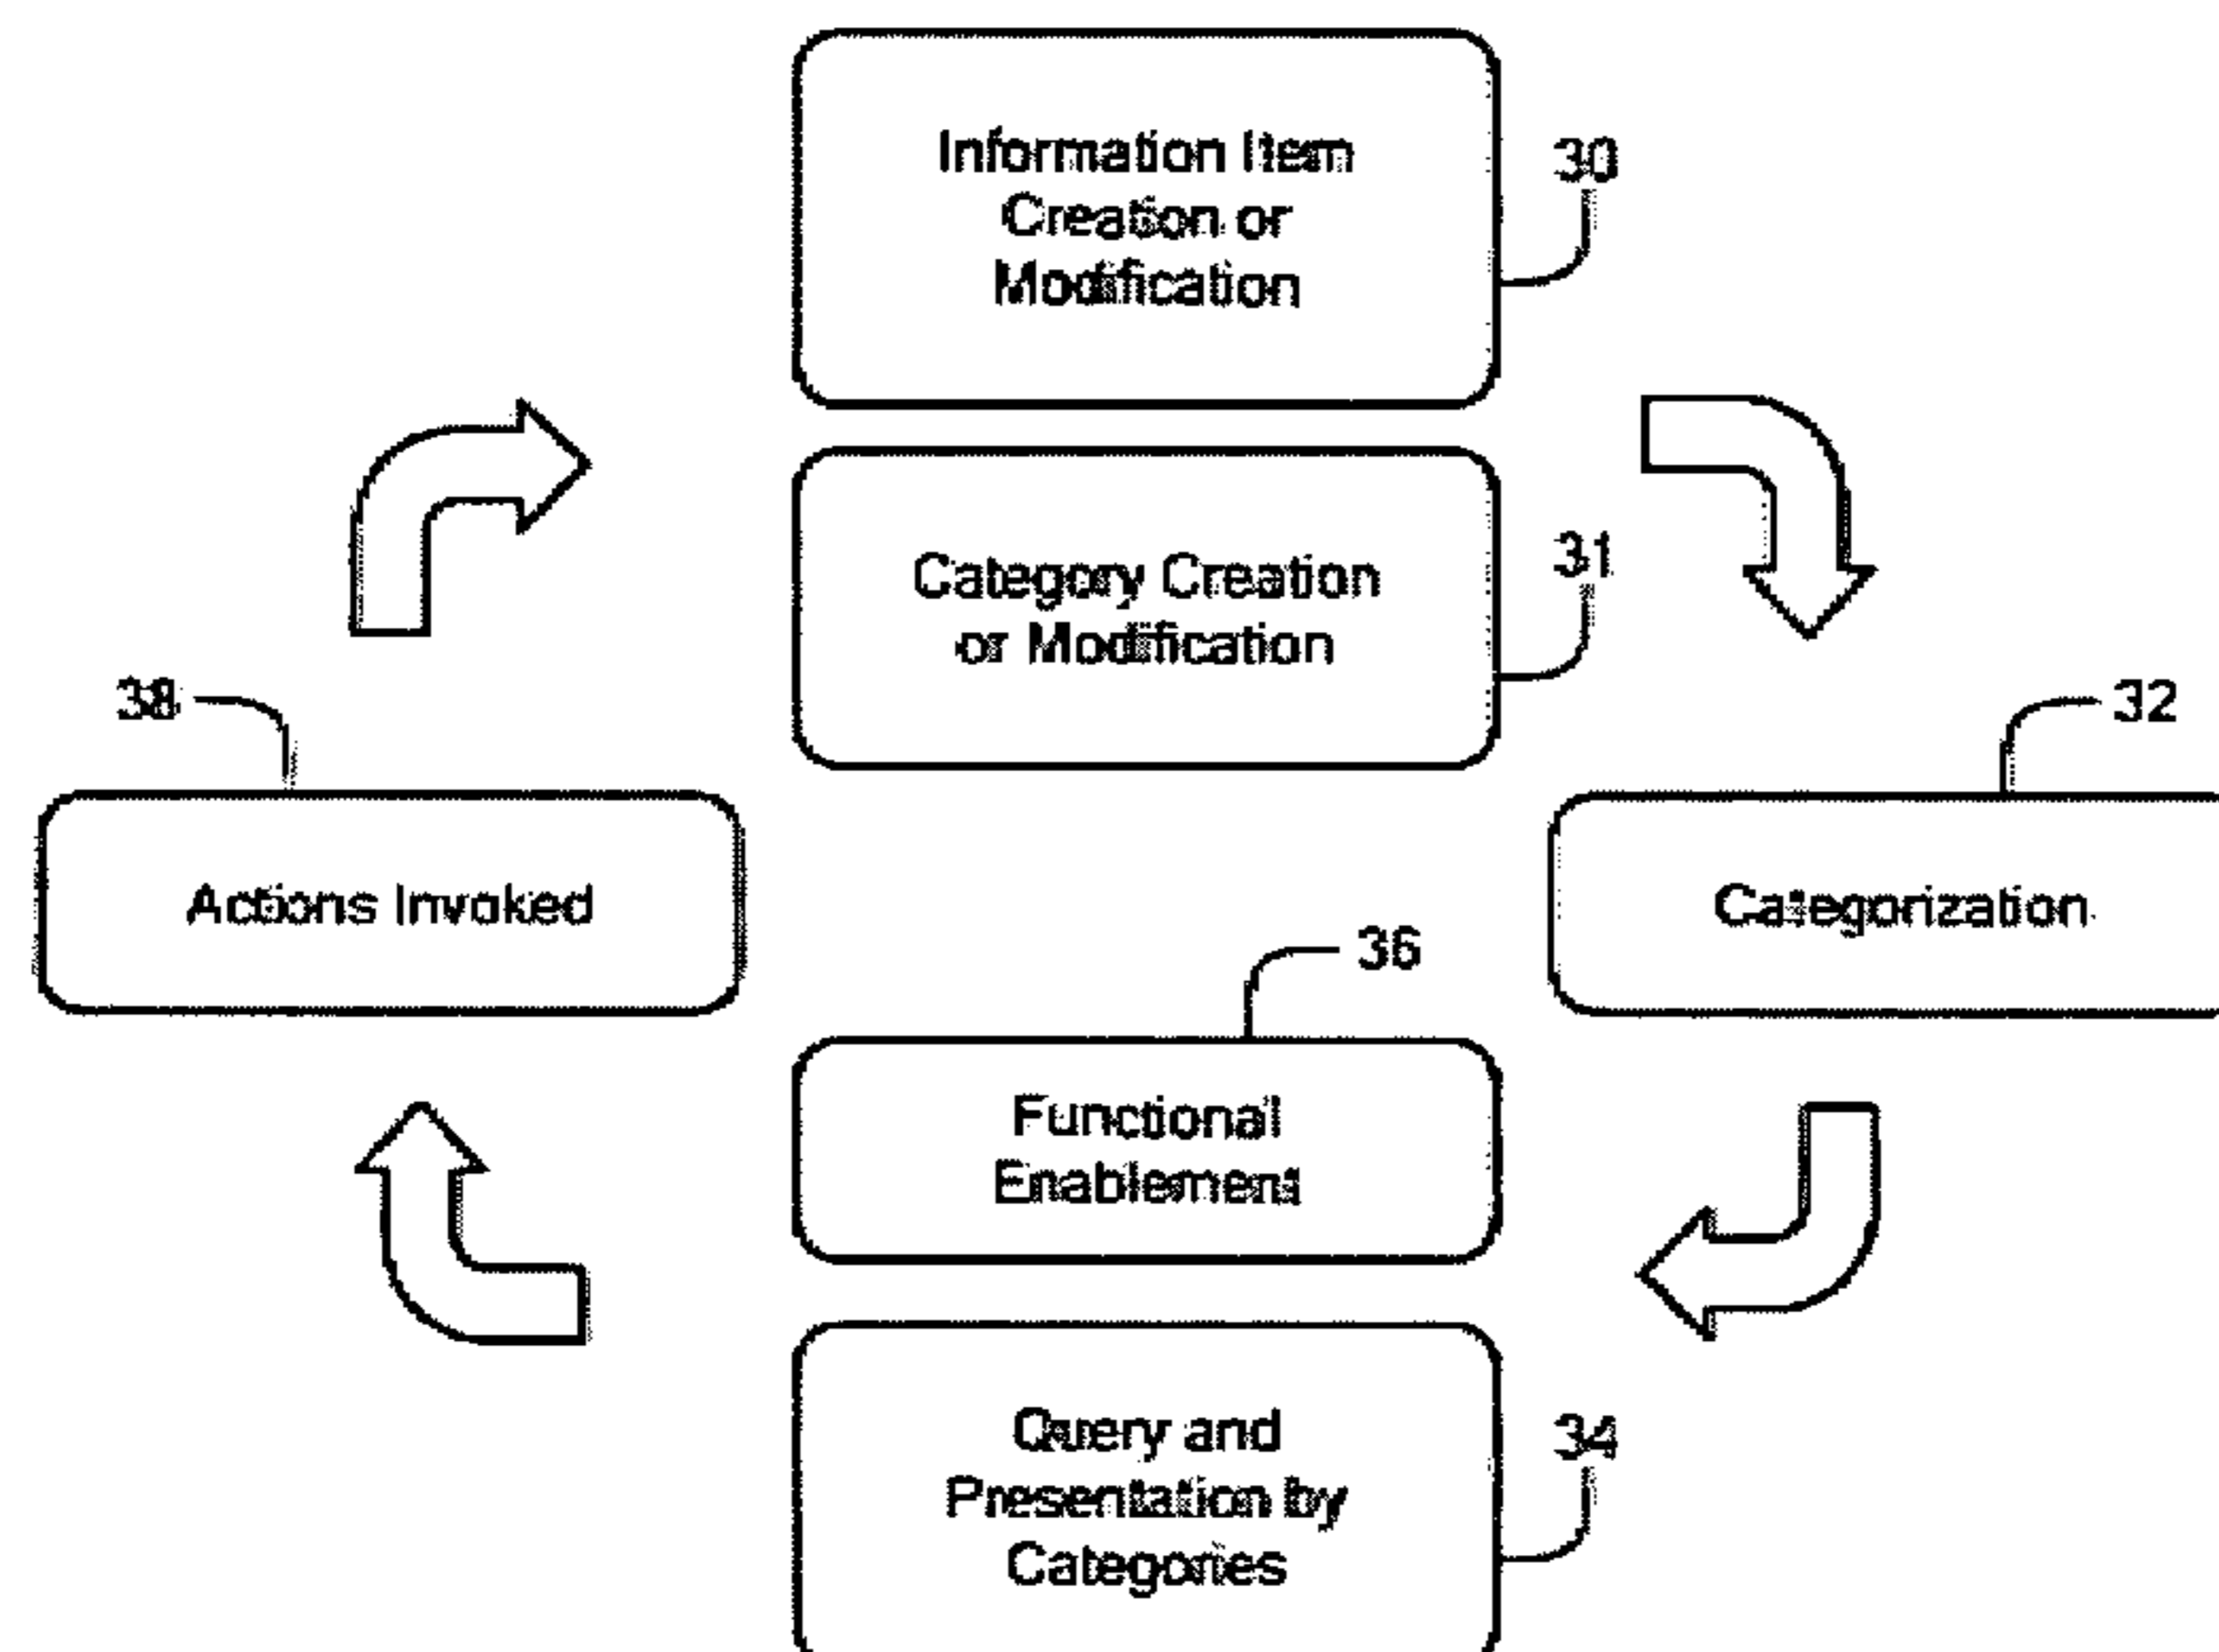 Information Item
Creation or
Modification
30
Category Creation
or Modification
31
38
32
Actions Invoked
Categorization
36
Functional
Enablement
Query and
Presentation by
Categories
34